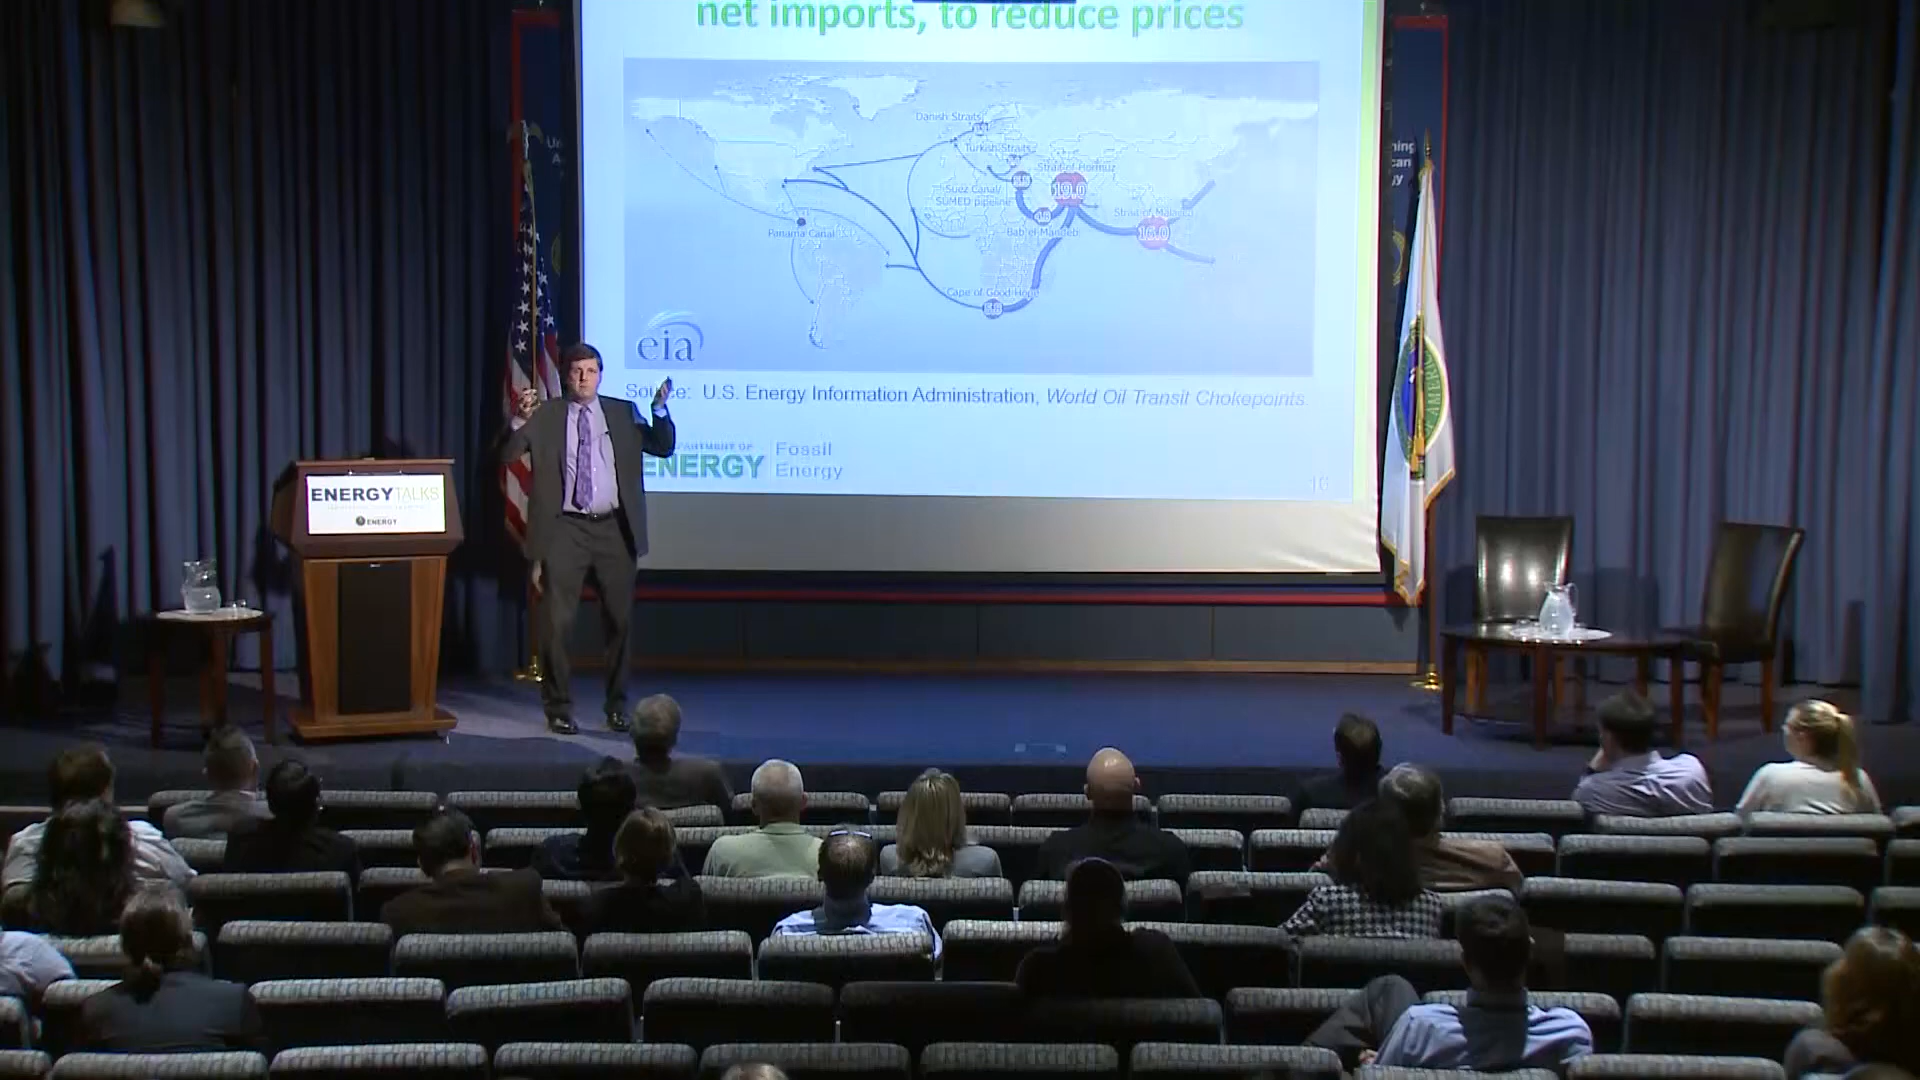 net imports, to reduce prices
Danish Straits
Turkish Straits
Strait of Hormuz
19.0
Suez Canal/
SUMED pipeline
Strait of Malacca
Bab el Mandeb
16.0
Panama Canal
Cape of Good Hope
eia
Source: U.S. Energy Information Administration, World Oil Transit Chokepoints.
ENERGY
Fossil
Energy
16
ENERGYTALKS
ENERGY